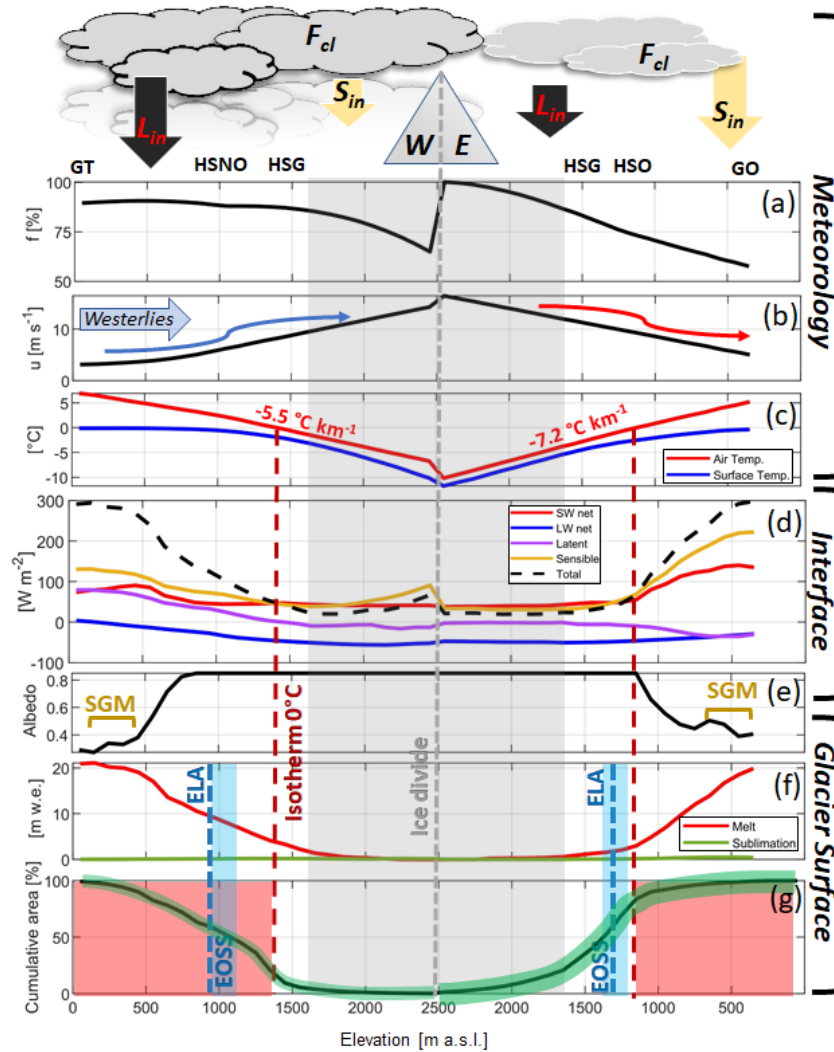 F_cl
F_cl
L_in
S_in
L_in
S_in
W E
GT HSNO HSG HSG HSO GO
Meteorology
(a)
f [%]
75
50
(b)
Westerlies
u [m s⁻¹]
10
0
(c)
-5.5 °C km⁻¹
-7.2 °C km⁻¹
[°C]
5
0
-5
-10
Air Temp.
Surface Temp.
Interface
(d)
[W m⁻²]
300
200
100
0
-100
SW net
LW net
Latent
Sensible
Total
(e)
Albedo
0.8
0.6
0.4
SGM
SGM
Isotherm 0°C
Ice divide
Glacier Surface
(f)
[m w.e.]
20
10
0
ELA
ELA
Melt
Sublimation
(g)
Cumulative area [%]
100
50
0
EOSS
EOSS
0 500 1000 1500 2000 2500 2000 1500 1000 500
Elevation [m a.s.l.]